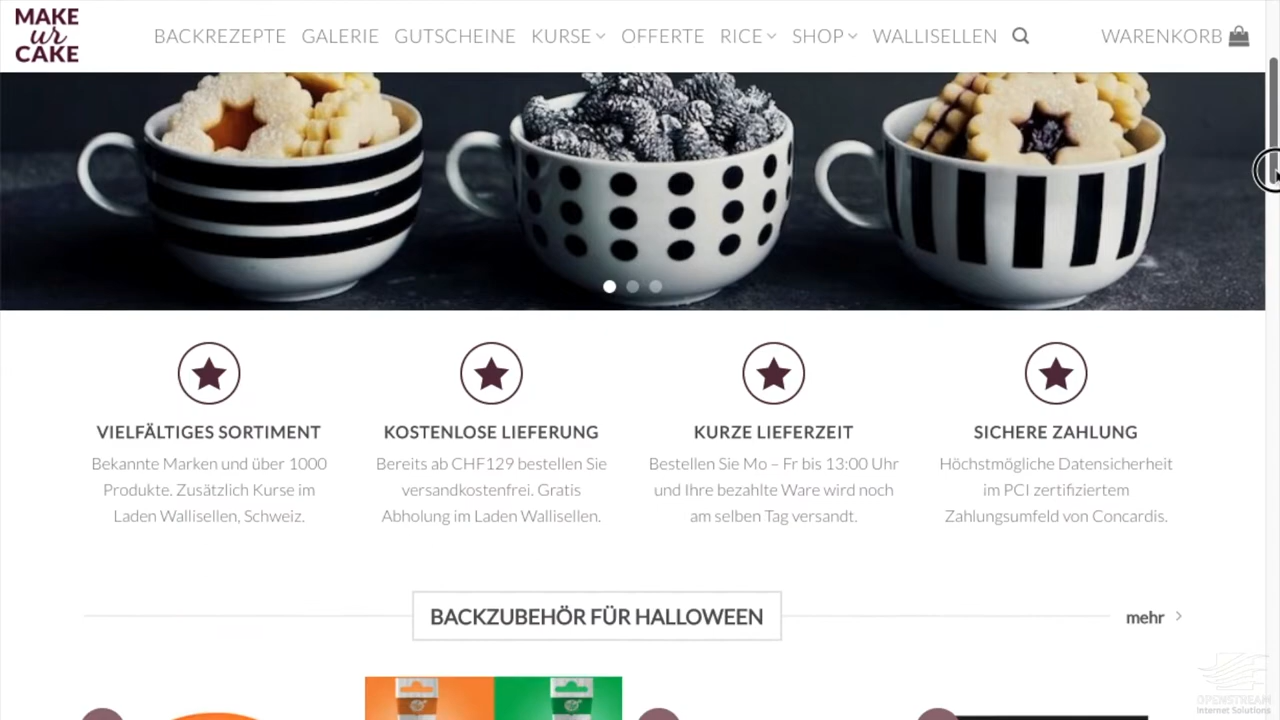 MAKE
ur
CAKE
BACKREZEPTE GALERIE GUTSCHEINE KURSE OFFERTE RICE SHOP WALLISELLEN WARENKORB
VIELFÄLTIGES SORTIMENT
Bekannte Marken und über 1000
Produkte. Zusätzlich Kurse im
Laden Wallisellen, Schweiz.
KOSTENLOSE LIEFERUNG
Bereits ab CHF129 bestellen Sie
versandkostenfrei. Gratis
Abholung im Laden Wallisellen.
KURZE LIEFERZEIT
Bestellen Sie Mo – Fr bis 13:00 Uhr
und Ihre bezahlte Ware wird noch
am selben Tag versandt.
SICHERE ZAHLUNG
Höchstmögliche Datensicherheit
im PCI zertifiziertem
Zahlungsumfeld von Concardis.
BACKZUBEHÖR FÜR HALLOWEEN
mehr
OPENSTREAM
Internet Solutions